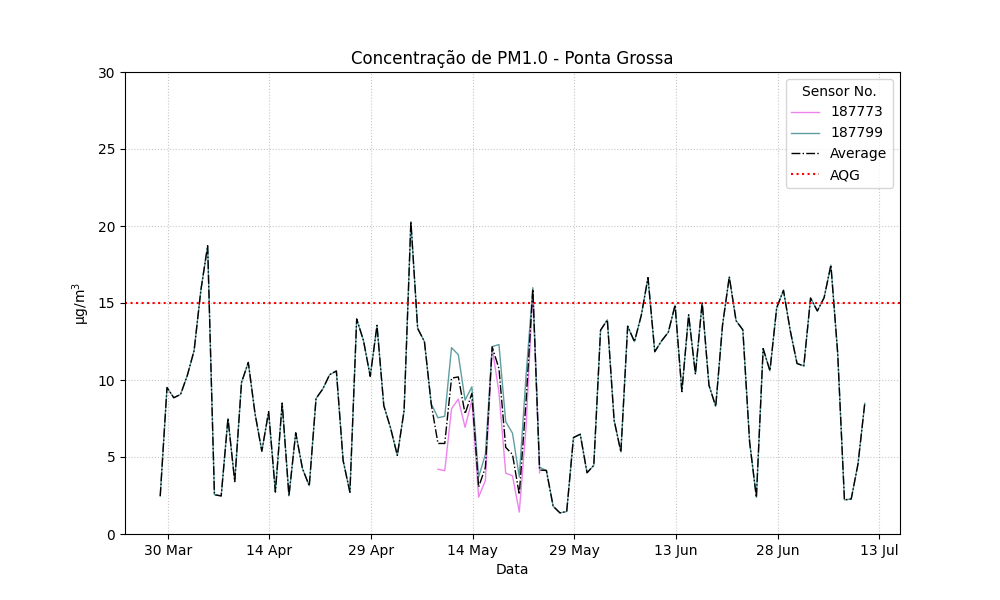 Concentração de PM1.0 - Ponta Grossa
30
25
20
15
10
5
0
µg/m³
Sensor No.
187773
187799
Average
AQG
30 Mar
14 Apr
29 Apr
14 May
29 May
13 Jun
28 Jun
13 Jul
Data